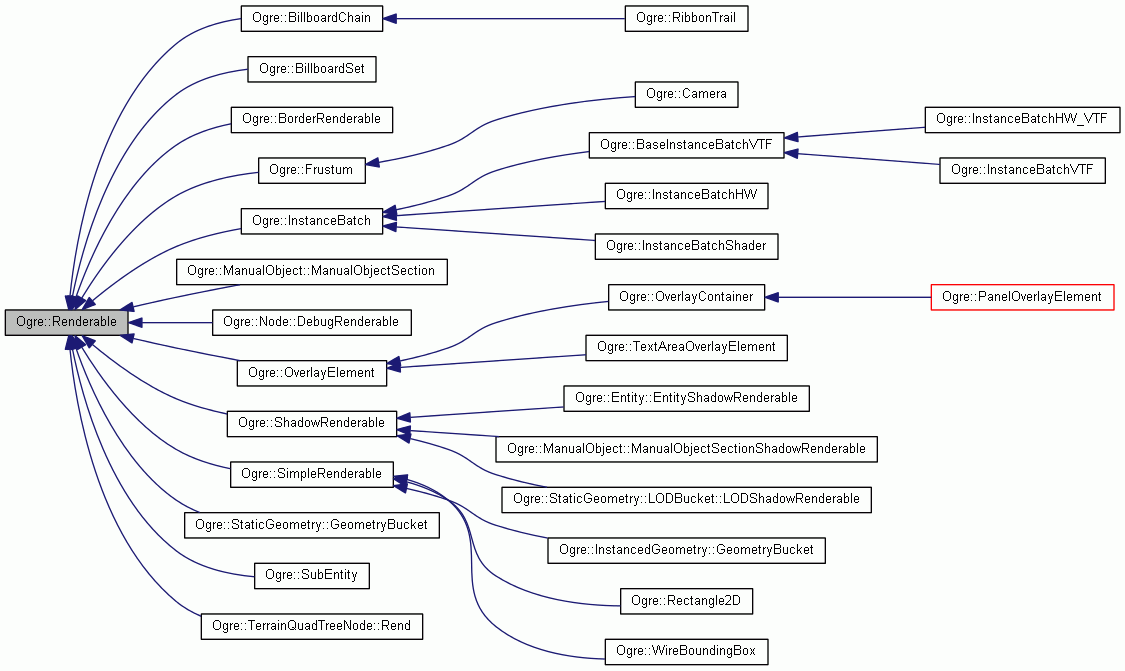 Ogre::BillboardChain
Ogre::RibbonTrail
Ogre::BillboardSet
Ogre::Camera
Ogre::BorderRenderable
Ogre::InstanceBatchHW_VTF
Ogre::BaseInstanceBatchVTF
Ogre::Frustum
Ogre::InstanceBatchVTF
Ogre::InstanceBatchHW
Ogre::InstanceBatch
Ogre::InstanceBatchShader
Ogre::ManualObject::ManualObjectSection
Ogre::OverlayContainer
Ogre::PanelOverlayElement
Ogre::Renderable
Ogre::Node::DebugRenderable
Ogre::TextAreaOverlayElement
Ogre::OverlayElement
Ogre::Entity::EntityShadowRenderable
Ogre::ShadowRenderable
Ogre::ManualObject::ManualObjectSectionShadowRenderable
Ogre::SimpleRenderable
Ogre::StaticGeometry::LODBucket::LODShadowRenderable
Ogre::StaticGeometry::GeometryBucket
Ogre::InstancedGeometry::GeometryBucket
Ogre::SubEntity
Ogre::Rectangle2D
Ogre::TerrainQuadTreeNode::Rend
Ogre::WireBoundingBox